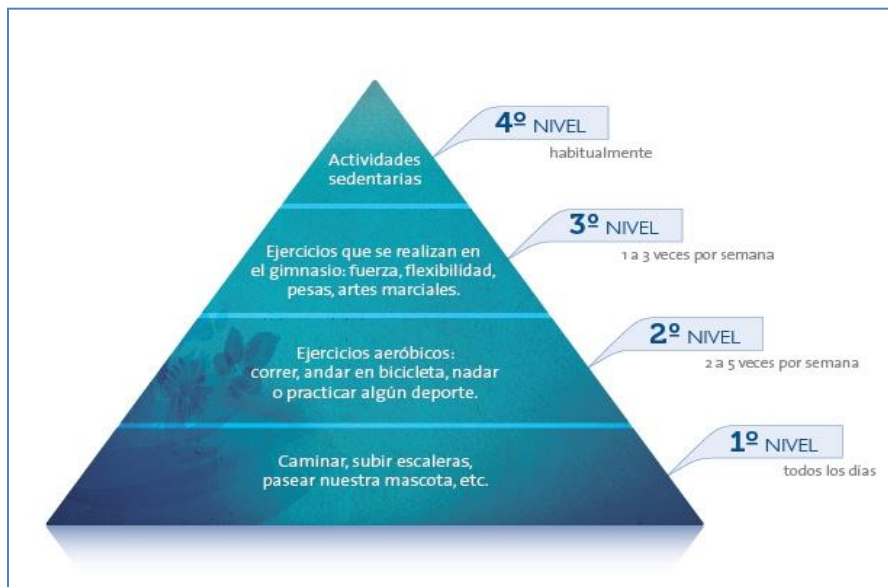 4º NIVEL
habitualmente
Actividades
sedentarias
3º NIVEL
1 a 3 veces por semana
Ejercicios que se realizan en
el gimnasio: fuerza, flexibilidad,
pesas, artes marciales.
2º NIVEL
2 a 5 veces por semana
Ejercicios aeróbicos:
correr, andar en bicicleta, nadar
o practicar algún deporte.
1º NIVEL
todos los dias
Caminar, subir escaleras,
pasear nuestra mascota, etc.